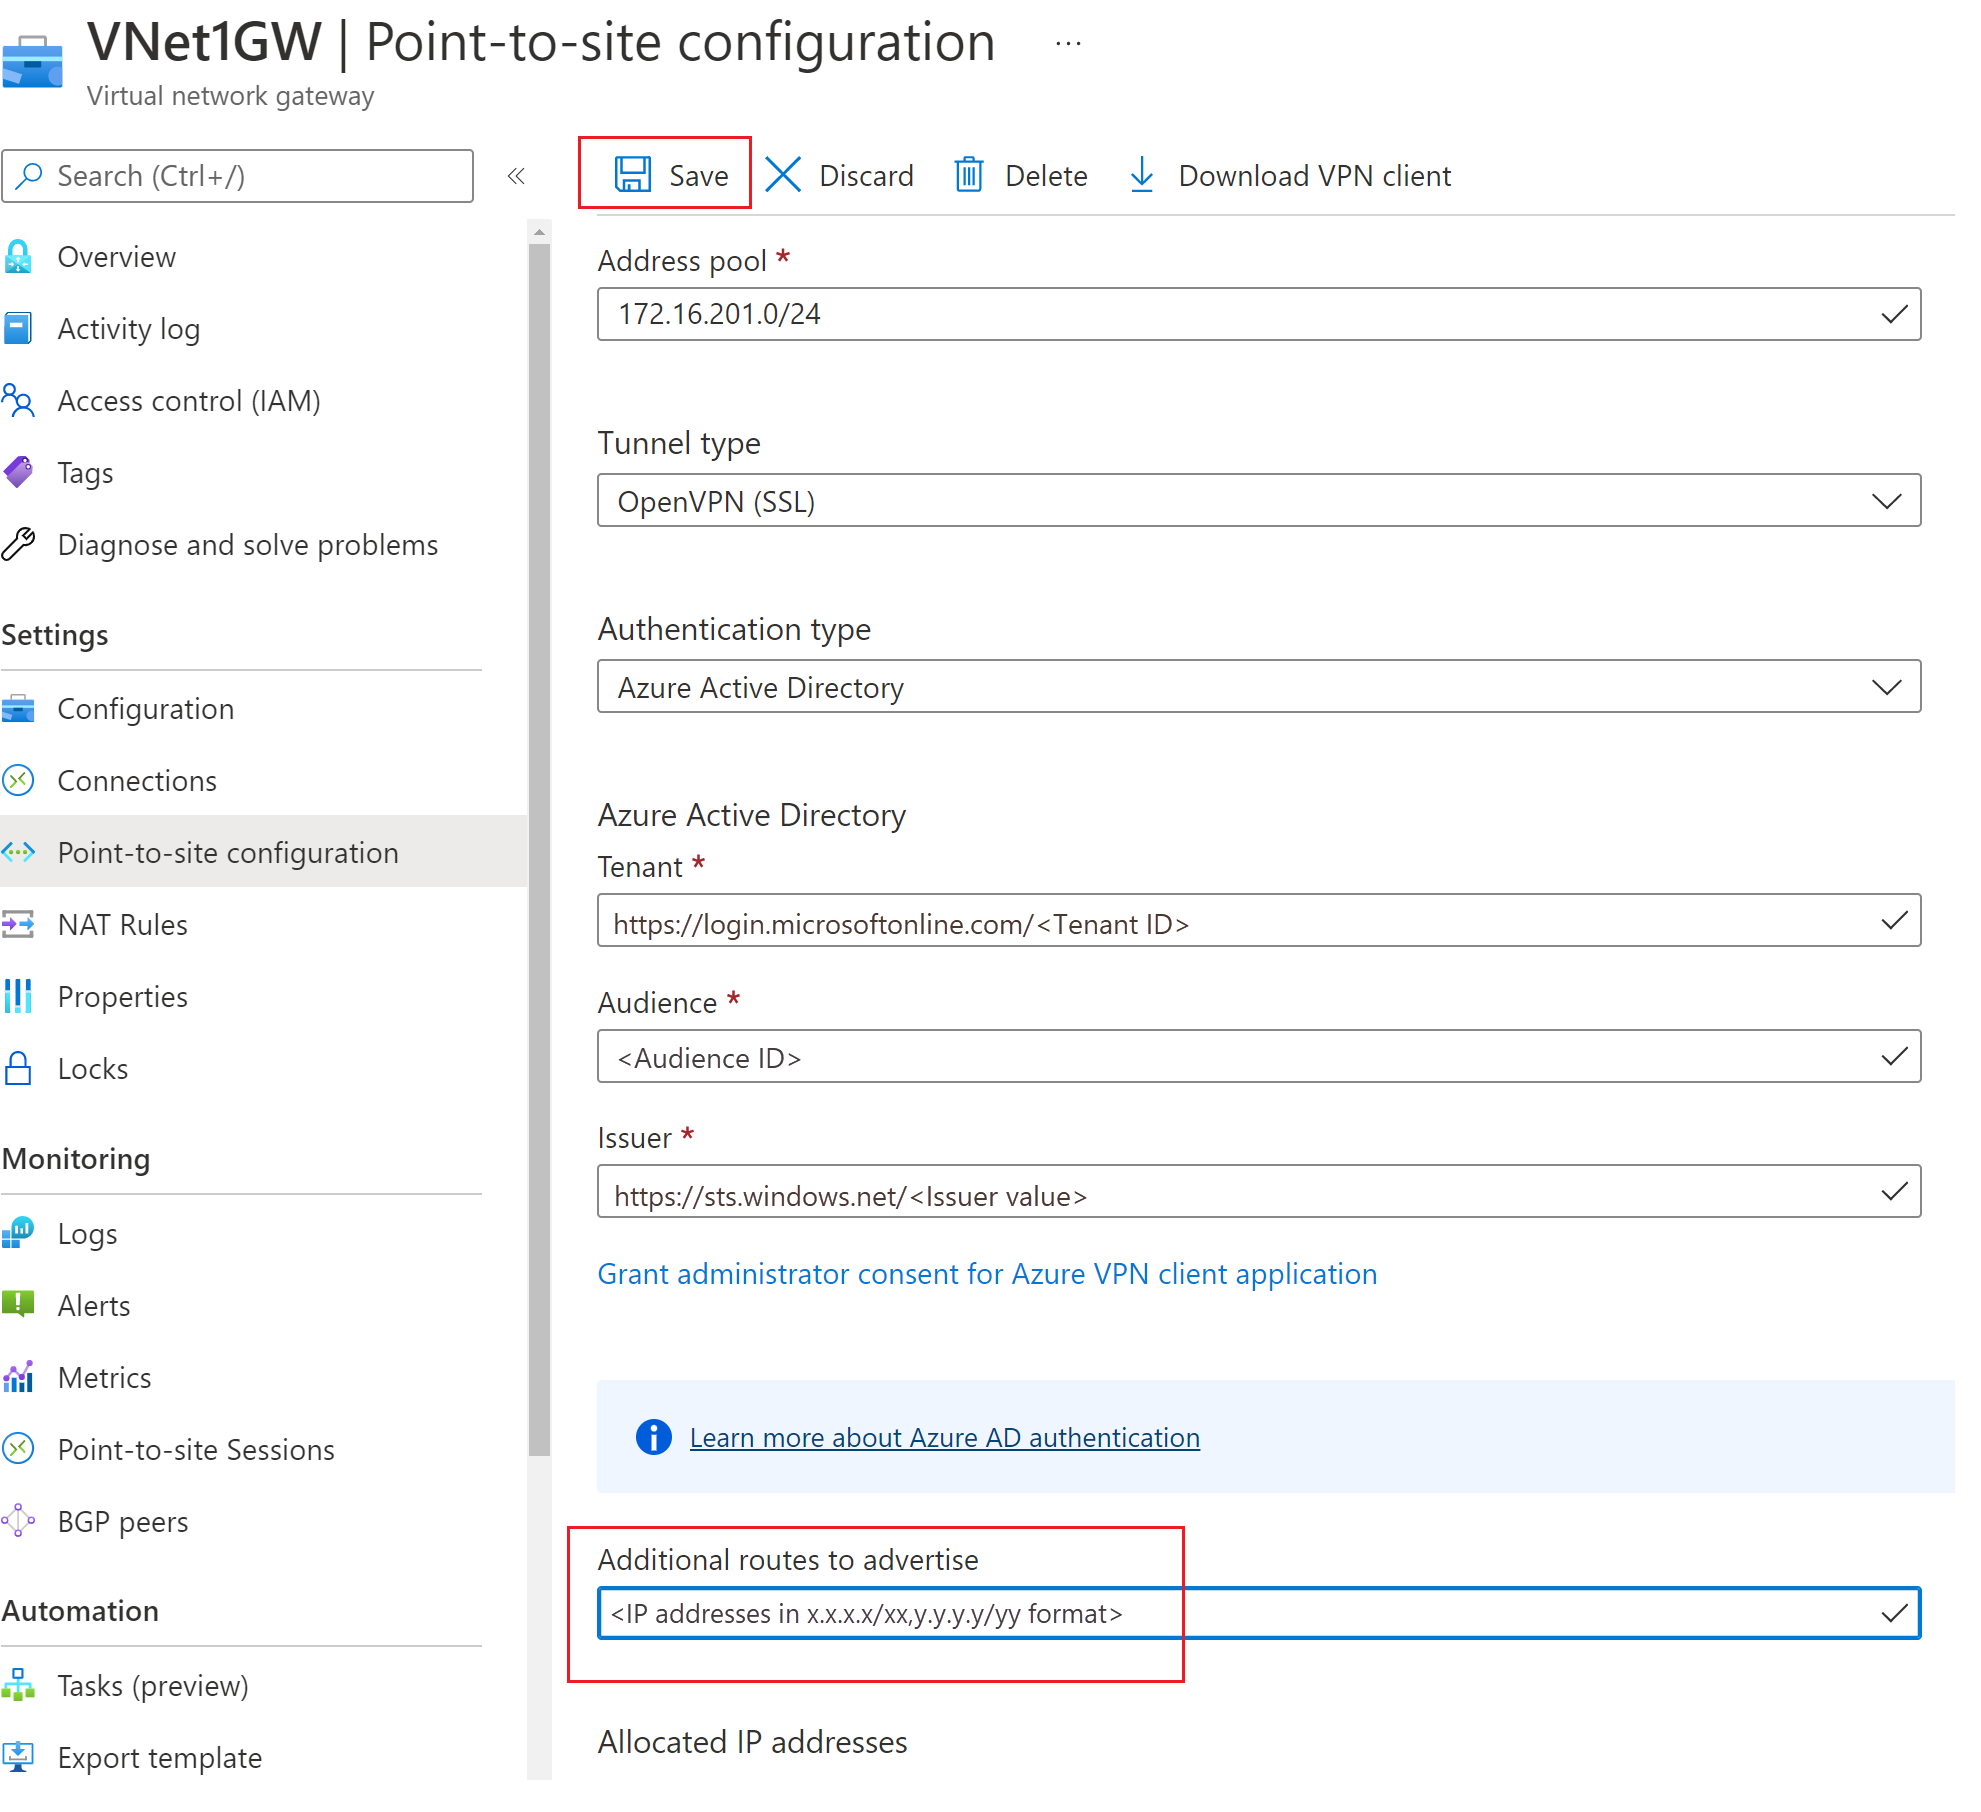 VNet1GW | Point-to-site configuration ...
Virtual network gateway
Search (Ctrl+/)
«
Overview
Activity log
Access control (IAM)
Tags
Diagnose and solve problems
Settings
Configuration
Connections
Point-to-site configuration
NAT Rules
Properties
Locks
Monitoring
Logs
Alerts
Metrics
Point-to-site Sessions
BGP peers
Automation
Tasks (preview)
Export template
Save Discard Delete Download VPN client
Address pool *
172.16.201.0/24
Tunnel type
OpenVPN (SSL)
Authentication type
Azure Active Directory
Azure Active Directory
Tenant *
https://login.microsoftonline.com/<Tenant ID>
Audience *
<Audience ID>
Issuer *
https://sts.windows.net/<Issuer value>
Grant administrator consent for Azure VPN client application
Learn more about Azure AD authentication
Additional routes to advertise
<IP addresses in x.x.x.x/xx,y.y.y.y/yy format>
Allocated IP addresses